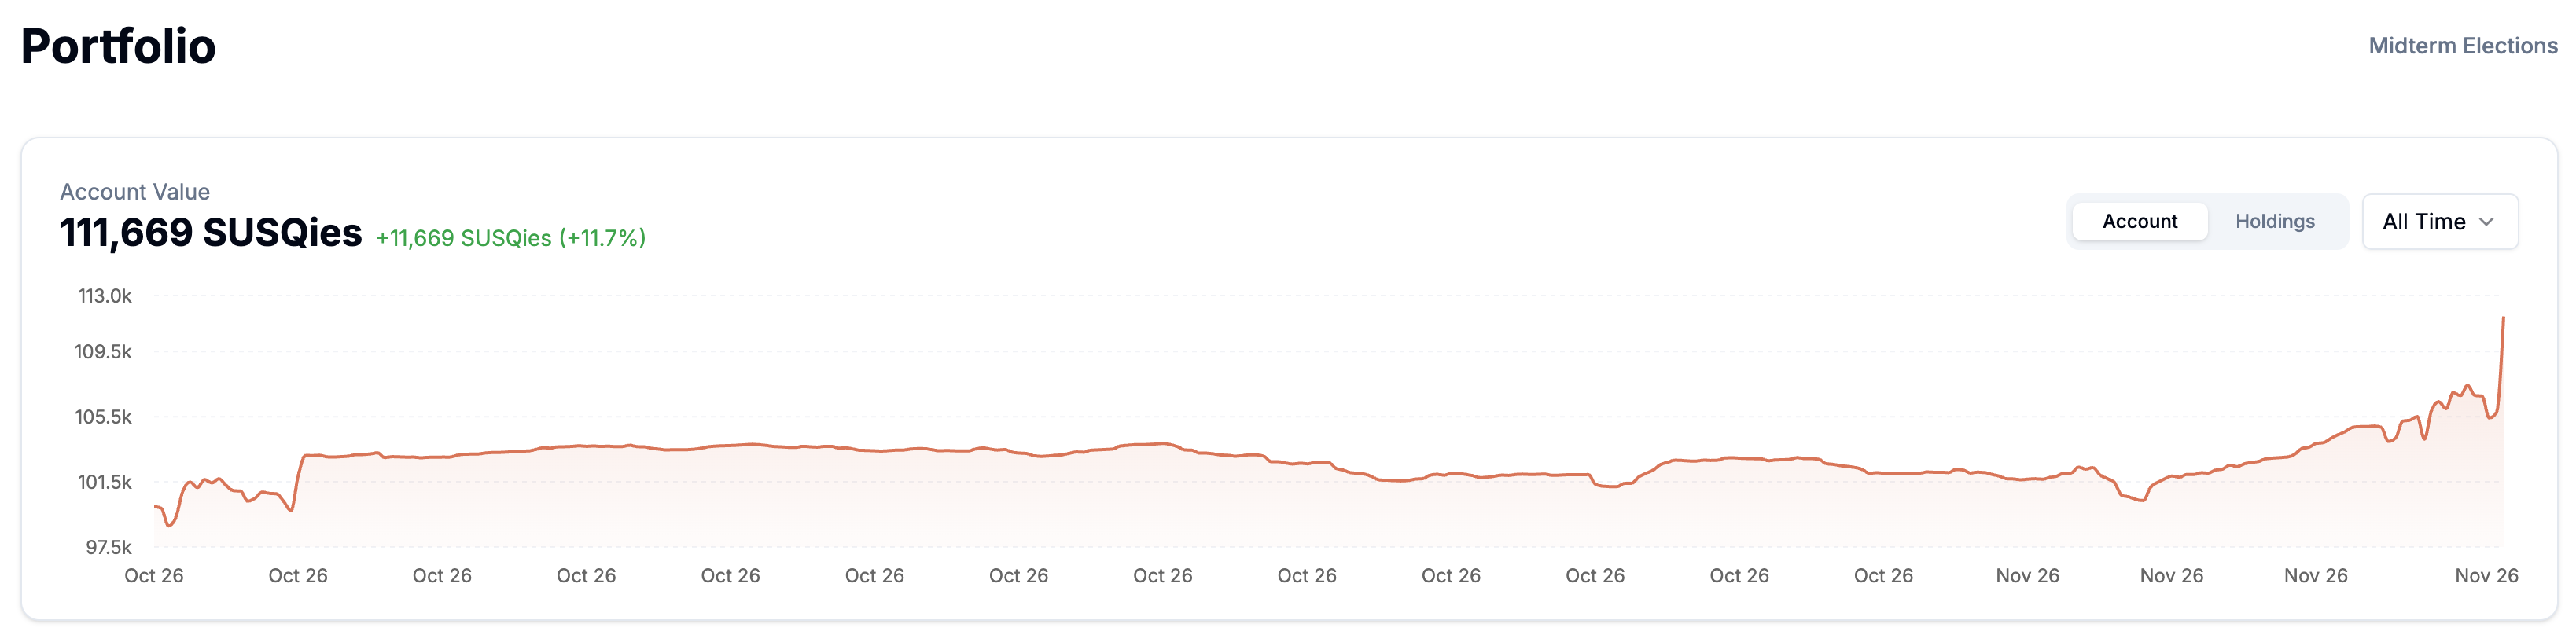 Portfolio
Midterm Elections
Account Value
111,669 SUSQies +11,669 SUSQies (+11.7%)
Account Holdings All Time
113.0k
109.5k
105.5k
101.5k
97.5k
Oct 26 Oct 26 Oct 26 Oct 26 Oct 26 Oct 26 Oct 26 Oct 26 Oct 26 Oct 26 Oct 26 Oct 26 Oct 26 Nov 26 Nov 26 Nov 26 Nov 26